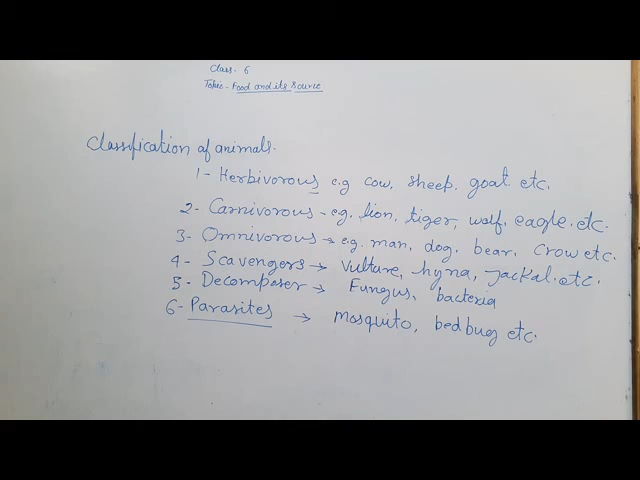 Class- 6
Topic- Food and its Source
Classification of animals.
1- Herbivorous e.g cow, sheep, goat etc.
2- Carnivorous - e.g. lion, tiger, wolf, eagle. etc.
3- Omnivorous → e.g. man, dog, bear, crow etc.
4- Scavengers → Vulture, hyna, jackal. etc.
5- Decomposer → Fungus, bacteria
6- Parasites → Mosquito, bedbug etc.